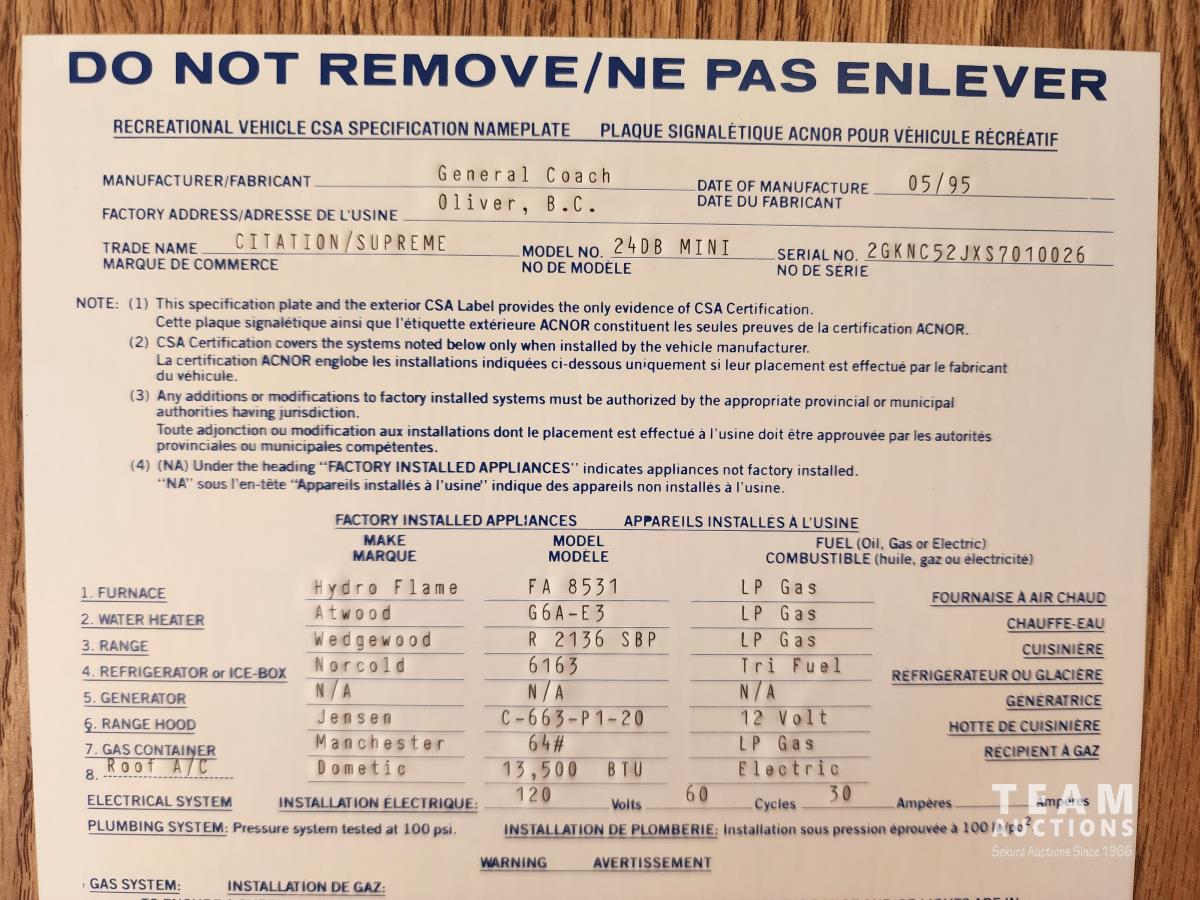 DO NOT REMOVE/NE PAS ENLEVER
RECREATIONAL VEHICLE CSA SPECIFICATION NAMEPLATE PLAQUE SIGNALÉTIQUE ACNOR POUR VÉHICULE RÉCRÉATIF
MANUFACTURER/FABRICANT General Coach DATE OF MANUFACTURE 05/95
DATE DU FABRICANT
FACTORY ADDRESS/ADRESSE DE L'USINE Oliver, B.C.
TRADE NAME CITATION/SUPREME MODEL NO. 24DB MINI SERIAL NO. 2GKNC52JXS7010026
MARQUE DE COMMERCE NO DE MODÈLE NO DE SÉRIE
NOTE: (1) This specification plate and the exterior CSA Label provides the only evidence of CSA Certification.
Cette plaque signalétique ainsi que l'étiquette extérieure ACNOR constituent les seules preuves de la certification ACNOR.
(2) CSA Certification covers the systems noted below only when installed by the vehicle manufacturer.
La certification ACNOR englobe les installations indiquées ci-dessous uniquement si leur placement est effectué par le fabricant
du véhicule.
(3) Any additions or modifications to factory installed systems must be authorized by the appropriate provincial or municipal
authorities having jurisdiction.
Toute adjonction ou modification aux installations dont le placement est effectué à l'usine doit être approuvée par les autorités
provinciales ou municipales compétentes.
(4) (NA) Under the heading "FACTORY INSTALLED APPLIANCES" indicates appliances not factory installed.
"NA" sous l'en-tête "Appareils installés à l'usine" indique des appareils non installés à l'usine.
FACTORY INSTALLED APPLIANCES APPAREILS INSTALLÉS À L'USINE
MAKE MODEL FUEL (Oil, Gas or Electric)
MARQUE MODÈLE COMBUSTIBLE (huile, gaz ou électricité)
1. FURNACE Hydro Flame FA 8531 LP Gas FOURNAISE À AIR CHAUD
2. WATER HEATER Atwood G6A-E3 LP Gas CHAUFFE-EAU
3. RANGE Wedgewood R 2136 SBP LP Gas CUISINIÈRE
4. REFRIGERATOR or ICE-BOX Norcold 6163 Tri Fuel RÉFRIGÉRATEUR OU GLACIÈRE
5. GENERATOR N/A N/A N/A GÉNÉRATRICE
6. RANGE HOOD Jensen C-663-P1-20 12 Volt HOTTE DE CUISINIÈRE
7. GAS CONTAINER Manchester 64# LP Gas RÉCIPIENT À GAZ
8. Roof A/C Dometic 13,500 BTU Electric
ELECTRICAL SYSTEM INSTALLATION ÉLECTRIQUE: 120 Volts 60 Cycles 30 Ampères Ampères
PLUMBING SYSTEM: Pressure system tested at 100 psi. INSTALLATION DE PLOMBERIE: Installation sous pression éprouvée à 100 lb/po²
WARNING AVERTISSEMENT
GAS SYSTEM: INSTALLATION DE GAZ:
TEAM
AUCTIONS
Sekura Auctions Since 1966